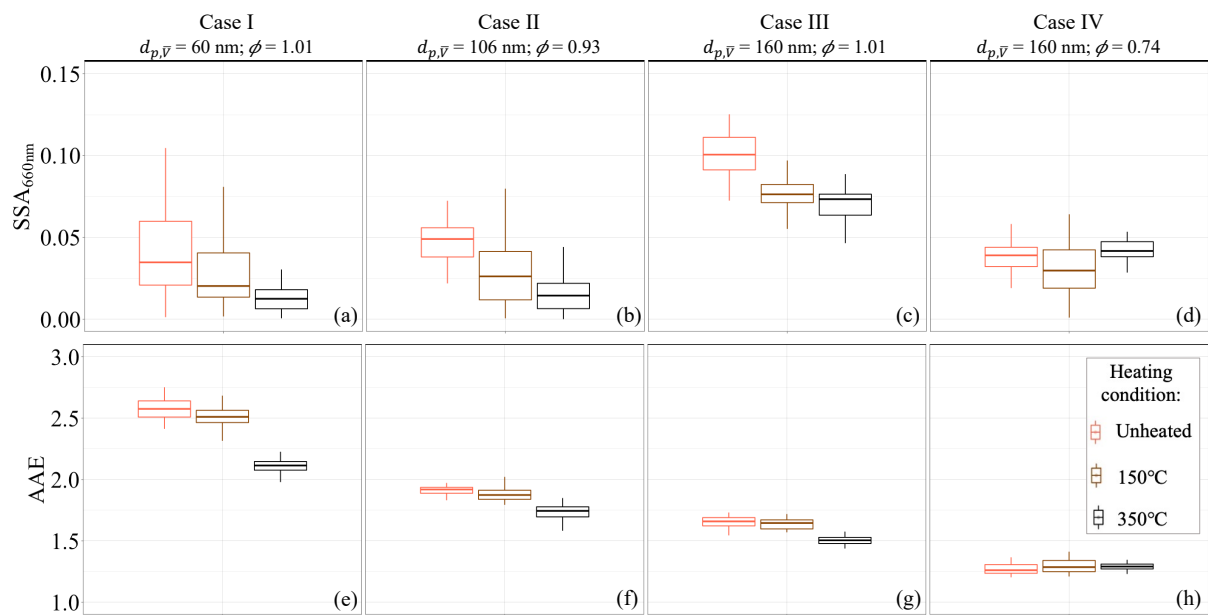 Case I
Case II
Case III
Case IV
d_{p,V̄} = 60 nm; ϕ = 1.01
d_{p,V̄} = 106 nm; ϕ = 0.93
d_{p,V̄} = 160 nm; ϕ = 1.01
d_{p,V̄} = 160 nm; ϕ = 0.74
SSA660nm
0.15
0.10
0.05
0.00
(a)
(b)
(c)
(d)
AAE
3.0
2.5
2.0
1.5
1.0
(e)
(f)
(g)
(h)
Heating
condition:
Unheated
150℃
350℃